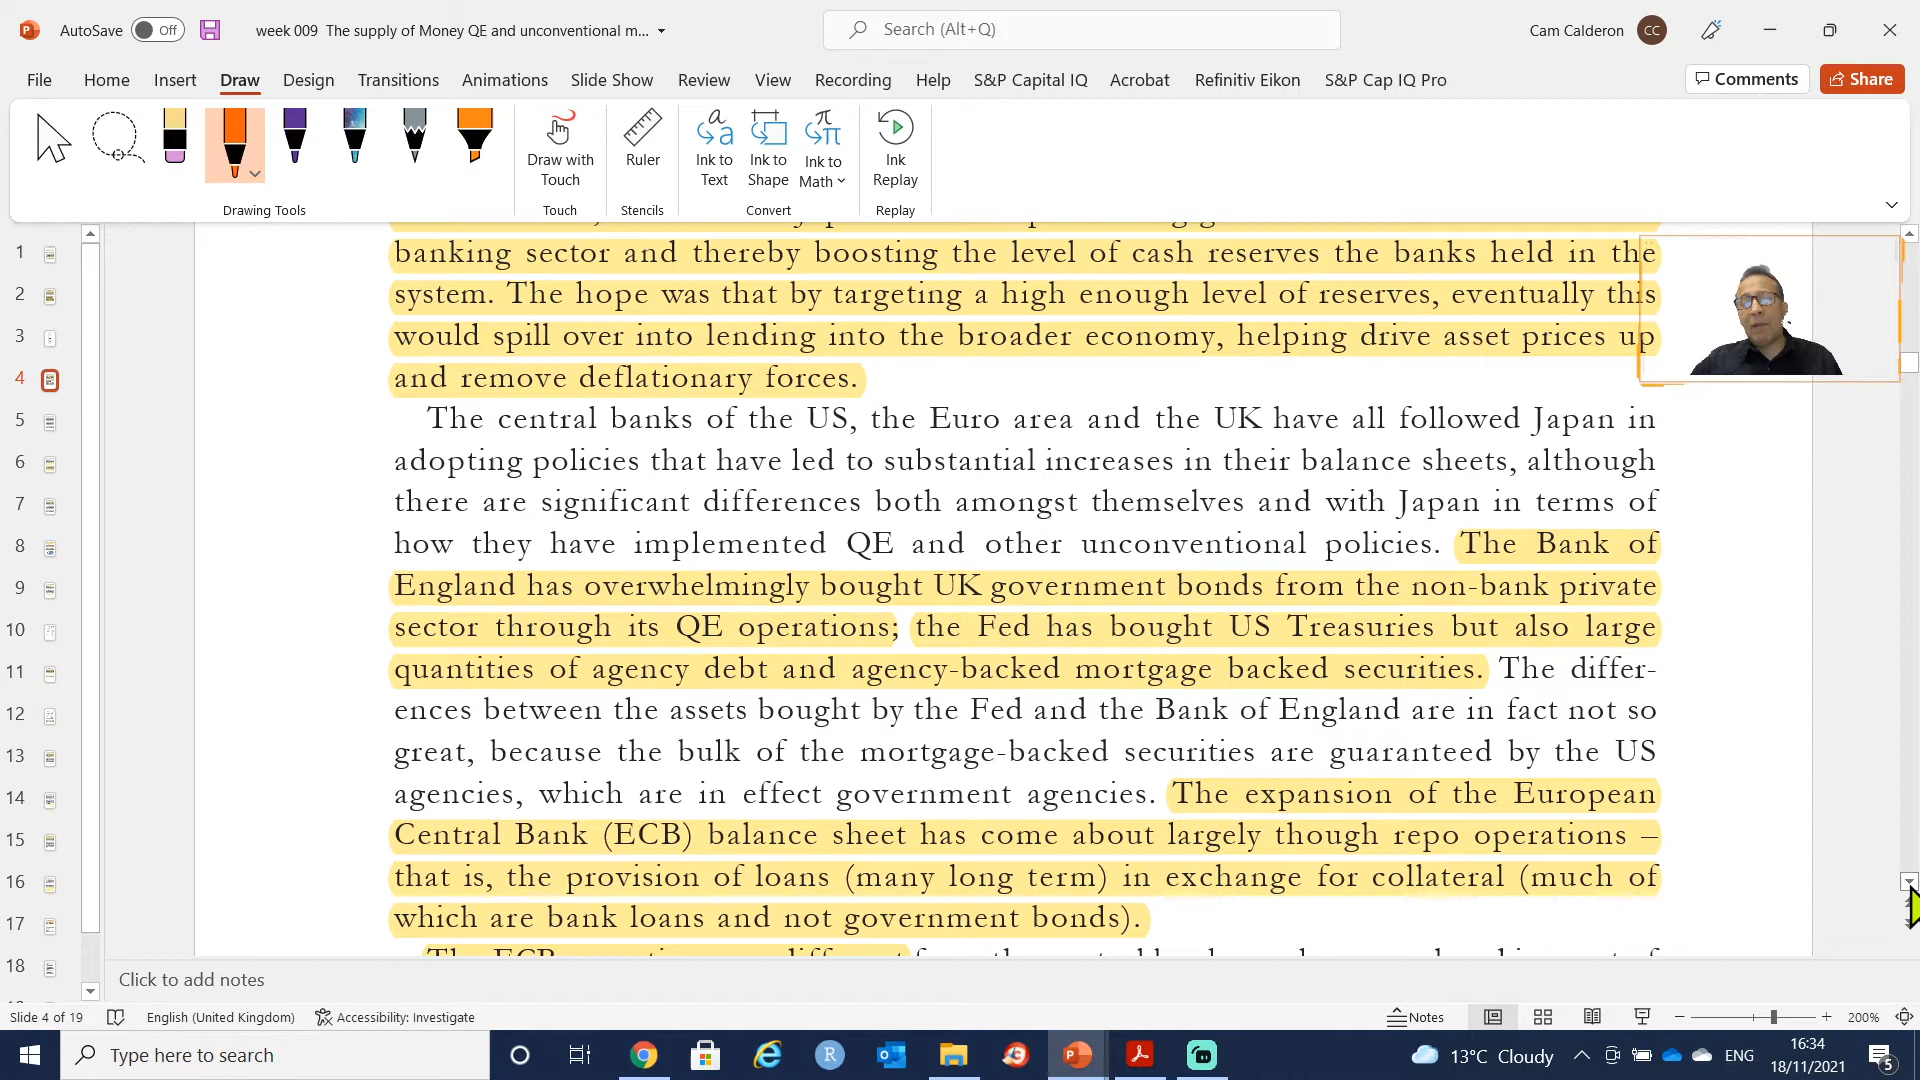 AutoSave Off week 009 The supply of Money QE and unconventional m... Search (Alt+Q) Cam Calderon CC
File Home Insert Draw Design Transitions Animations Slide Show Review View Recording Help S&P Capital IQ Acrobat Refinitiv Eikon S&P Cap IQ Pro Comments Share
Draw with Touch
Ruler
Ink to Text
Ink to Shape
Ink to Math
Ink Replay
Drawing Tools Touch Stencils Convert Replay
banking sector and thereby boosting the level of cash reserves the banks held in the
system. The hope was that by targeting a high enough level of reserves, eventually this
would spill over into lending into the broader economy, helping drive asset prices up
and remove deflationary forces.
The central banks of the US, the Euro area and the UK have all followed Japan in
adopting policies that have led to substantial increases in their balance sheets, although
there are significant differences both amongst themselves and with Japan in terms of
how they have implemented QE and other unconventional policies. The Bank of
England has overwhelmingly bought UK government bonds from the non-bank private
sector through its QE operations; the Fed has bought US Treasuries but also large
quantities of agency debt and agency-backed mortgage backed securities. The differ-
ences between the assets bought by the Fed and the Bank of England are in fact not so
great, because the bulk of the mortgage-backed securities are guaranteed by the US
agencies, which are in effect government agencies. The expansion of the European
Central Bank (ECB) balance sheet has come about largely though repo operations –
that is, the provision of loans (many long term) in exchange for collateral (much of
which are bank loans and not government bonds).
1
2
3
4
5
6
7
8
9
10
11
12
13
14
15
16
17
18
Click to add notes
Slide 4 of 19 English (United Kingdom) Accessibility: Investigate Notes 200%
Type here to search 13°C Cloudy ENG 16:34
18/11/2021 5